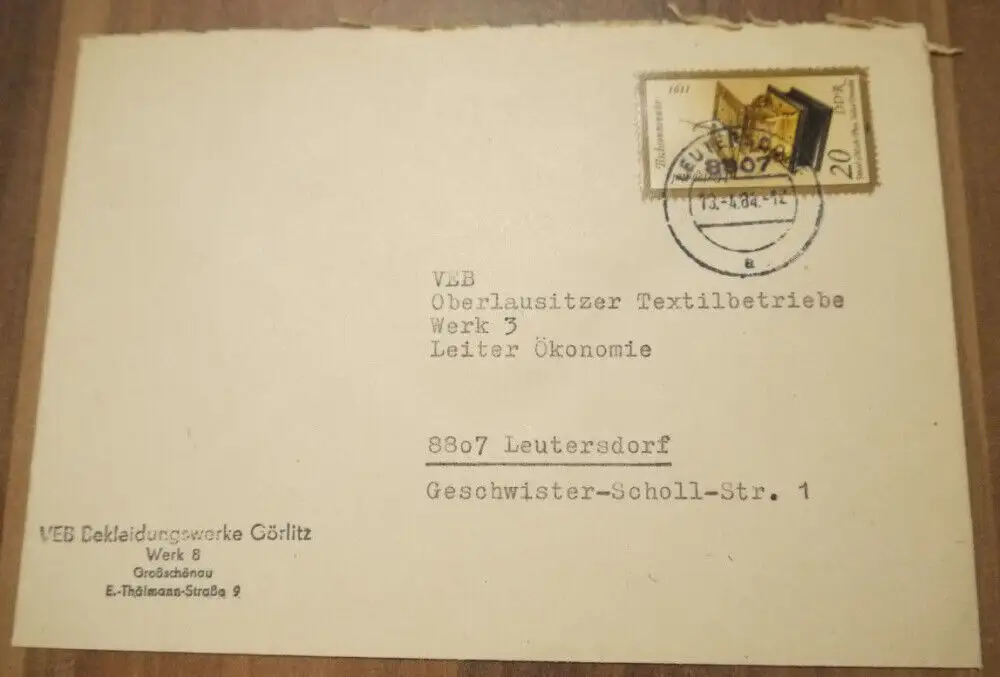 1611
Tischsonnenuhr
DDR
20
LEUTERSDORF
8807
13.-4.84.-12
a
VEB
Oberlausitzer Textilbetriebe
Werk 3
Leiter Ökonomie
88o7 Leutersdorf
Geschwister-Scholl-Str. 1
VEB Bekleidungswerke Görlitz
Werk 8
Großschönau
E.-Thälmann-Straße 9